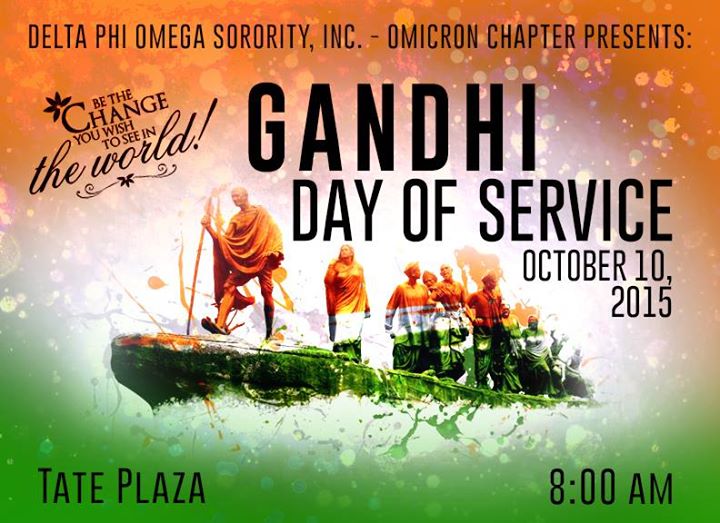 DELTA PHI OMEGA SORORITY, INC. - OMICRON CHAPTER PRESENTS:
BE THE
CHANGE
YOU WISH
TO SEE IN
the world!
GANDHI
DAY OF SERVICE
OCTOBER 10,
2015
TATE PLAZA
8:00 AM